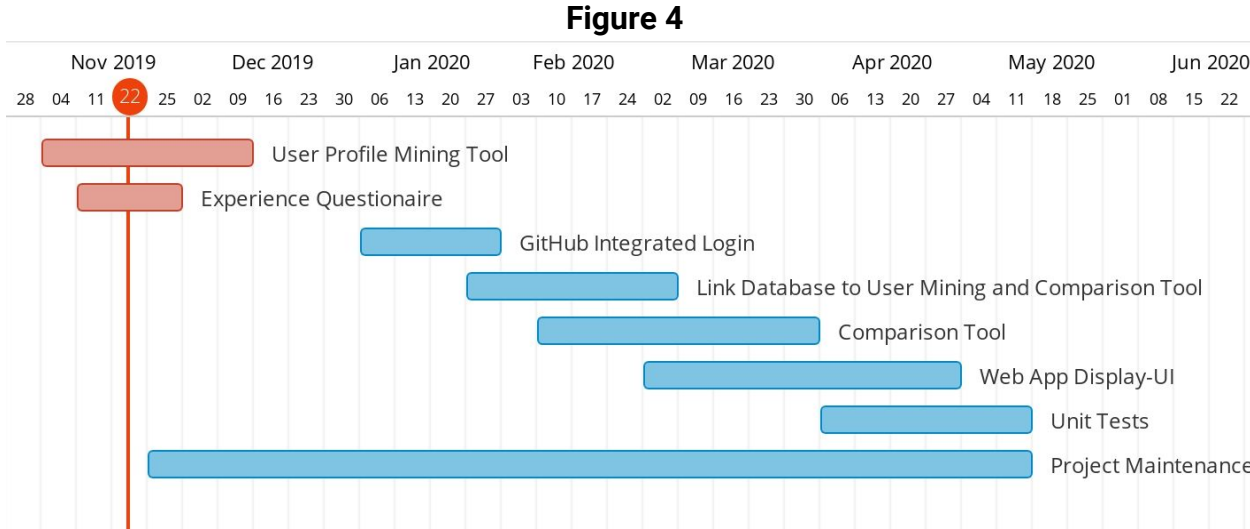 Figure 4
Nov 2019 Dec 2019 Jan 2020 Feb 2020 Mar 2020 Apr 2020 May 2020 Jun 2020
28 04 11 22 25 02 09 16 23 30 06 13 20 27 03 10 17 24 02 09 16 23 30 06 13 20 27 04 11 18 25 01 08 15 22
User Profile Mining Tool
Experience Questionaire
GitHub Integrated Login
Link Database to User Mining and Comparison Tool
Comparison Tool
Web App Display-UI
Unit Tests
Project Maintenance